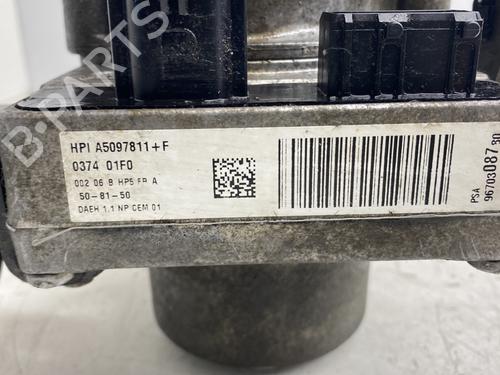 HPI A5097811+F
0374 01F0
002 06 B HP5 FR A
50-81-50
DAEH 1.1 NP CEM 01
PSA
96703087 80
B-PARTS